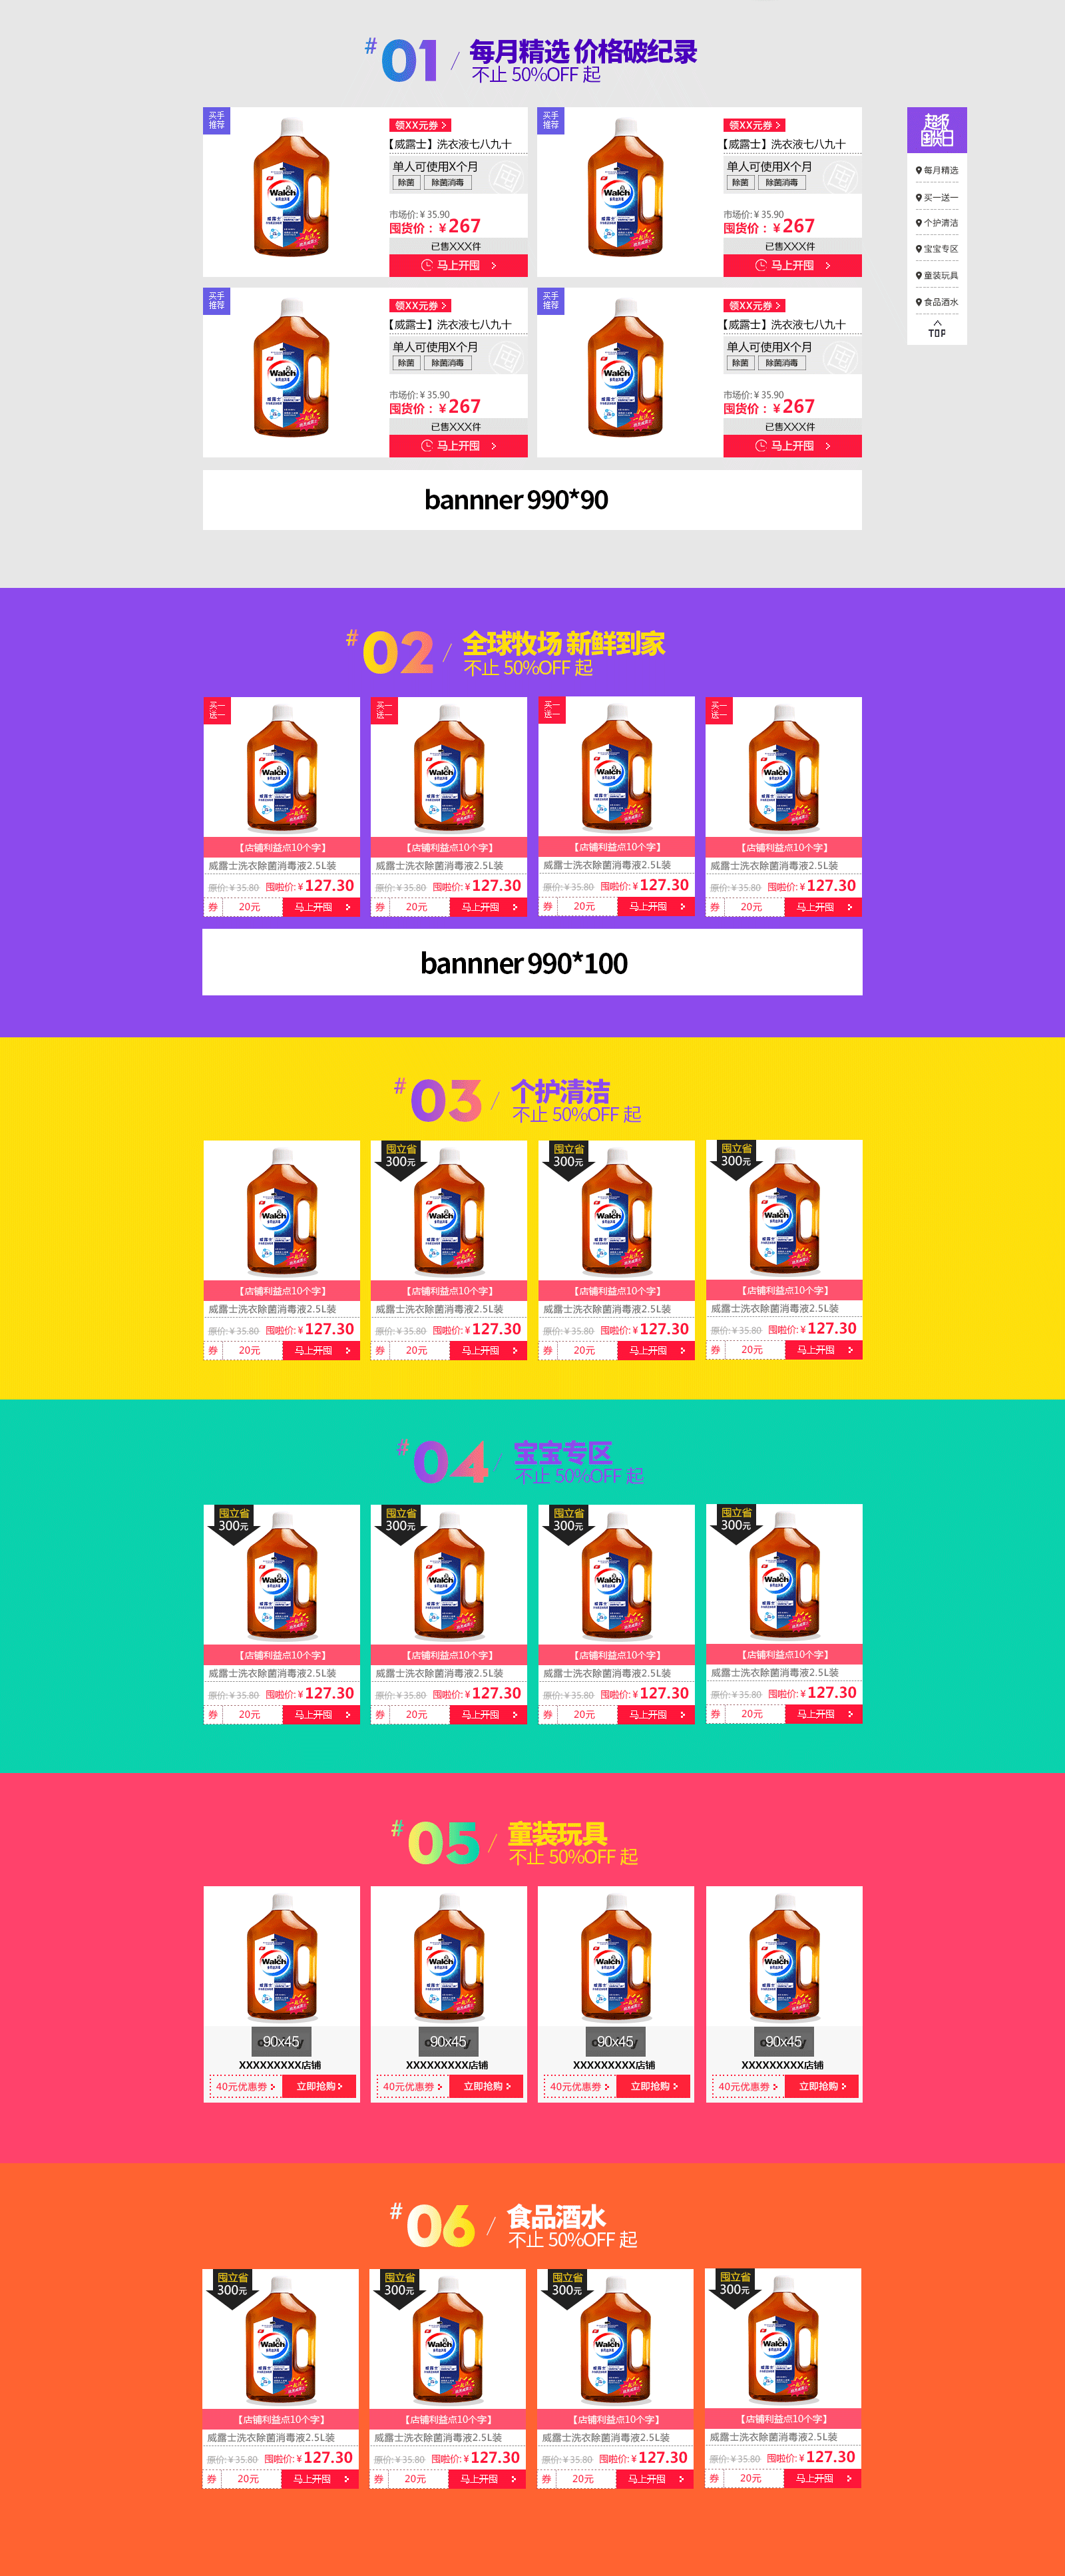 #01 / 每月精选 价格破纪录
不止 50%OFF 起
买手
推荐
领XX元券 >
【威露士】洗衣液七八九十
单人可使用X个月
除菌 除菌消毒
市场价: ¥ 35.90
囤货价: ¥ 267
已售XXX件
马上开囤 >
买手
推荐
领XX元券 >
【威露士】洗衣液七八九十
单人可使用X个月
除菌 除菌消毒
市场价: ¥ 35.90
囤货价: ¥ 267
已售XXX件
马上开囤 >
超级
囤货日
每月精选
买一送一
个护清洁
宝宝专区
童装玩具
食品酒水
TOP
买手
推荐
领XX元券 >
【威露士】洗衣液七八九十
单人可使用X个月
除菌 除菌消毒
市场价: ¥ 35.90
囤货价: ¥ 267
已售XXX件
马上开囤 >
买手
推荐
领XX元券 >
【威露士】洗衣液七八九十
单人可使用X个月
除菌 除菌消毒
市场价: ¥ 35.90
囤货价: ¥ 267
已售XXX件
马上开囤 >
bannner 990*90
#02 / 全球牧场 新鲜到家
不止 50%OFF 起
买一
送一
Walch
【店铺利益点10个字】
威露士洗衣除菌消毒液2.5L装
原价: ¥ 35.80 囤啦价: ¥ 127.30
券 20元 马上开囤
买一
送一
Walch
【店铺利益点10个字】
威露士洗衣除菌消毒液2.5L装
原价: ¥ 35.80 囤啦价: ¥ 127.30
券 20元 马上开囤
买一
送一
Walch
【店铺利益点10个字】
威露士洗衣除菌消毒液2.5L装
原价: ¥ 35.80 囤啦价: ¥ 127.30
券 20元 马上开囤
买一
送一
Walch
【店铺利益点10个字】
威露士洗衣除菌消毒液2.5L装
原价: ¥ 35.80 囤啦价: ¥ 127.30
券 20元 马上开囤
bannner 990*100
#03 / 个护清洁
不止 50%OFF 起
Walch
【店铺利益点10个字】
威露士洗衣除菌消毒液2.5L装
原价: ¥ 35.80 囤啦价: ¥ 127.30
券 20元 马上开囤
囤立省
300元
Walch
【店铺利益点10个字】
威露士洗衣除菌消毒液2.5L装
原价: ¥ 35.80 囤啦价: ¥ 127.30
券 20元 马上开囤
囤立省
300元
Walch
【店铺利益点10个字】
威露士洗衣除菌消毒液2.5L装
原价: ¥ 35.80 囤啦价: ¥ 127.30
券 20元 马上开囤
囤立省
300元
Walch
【店铺利益点10个字】
威露士洗衣除菌消毒液2.5L装
原价: ¥ 35.80 囤啦价: ¥ 127.30
券 20元 马上开囤
#04 / 宝宝专区
不止 50%OFF 起
囤立省
300元
Walch
【店铺利益点10个字】
威露士洗衣除菌消毒液2.5L装
原价: ¥ 35.80 囤啦价: ¥ 127.30
券 20元 马上开囤
囤立省
300元
Walch
【店铺利益点10个字】
威露士洗衣除菌消毒液2.5L装
原价: ¥ 35.80 囤啦价: ¥ 127.30
券 20元 马上开囤
囤立省
300元
Walch
【店铺利益点10个字】
威露士洗衣除菌消毒液2.5L装
原价: ¥ 35.80 囤啦价: ¥ 127.30
券 20元 马上开囤
囤立省
300元
Walch
【店铺利益点10个字】
威露士洗衣除菌消毒液2.5L装
原价: ¥ 35.80 囤啦价: ¥ 127.30
券 20元 马上开囤
#05 / 童装玩具
不止 50%OFF 起
Walch
90x45
XXXXXXXXX店铺
40元优惠券 立即抢购
Walch
90x45
XXXXXXXXX店铺
40元优惠券 立即抢购
Walch
90x45
XXXXXXXXX店铺
40元优惠券 立即抢购
Walch
90x45
XXXXXXXXX店铺
40元优惠券 立即抢购
#06 / 食品酒水
不止 50%OFF 起
囤立省
300元
Walch
【店铺利益点10个字】
威露士洗衣除菌消毒液2.5L装
原价: ¥ 35.80 囤啦价: ¥ 127.30
券 20元 马上开囤
囤立省
300元
Walch
【店铺利益点10个字】
威露士洗衣除菌消毒液2.5L装
原价: ¥ 35.80 囤啦价: ¥ 127.30
券 20元 马上开囤
囤立省
300元
Walch
【店铺利益点10个字】
威露士洗衣除菌消毒液2.5L装
原价: ¥ 35.80 囤啦价: ¥ 127.30
券 20元 马上开囤
囤立省
300元
Walch
【店铺利益点10个字】
威露士洗衣除菌消毒液2.5L装
原价: ¥ 35.80 囤啦价: ¥ 127.30
券 20元 马上开囤